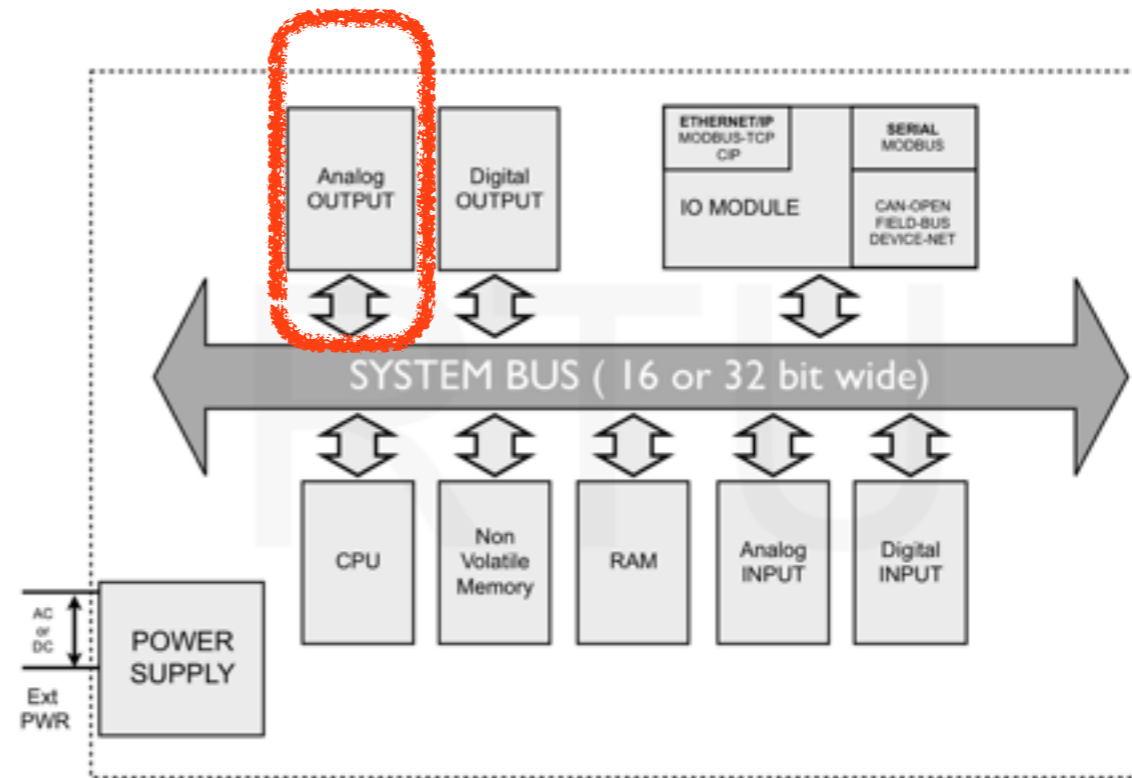 Analog
OUTPUT
Digital
OUTPUT
ETHERNET/IP
MODBUS-TCP
CIP
IO MODULE
SERIAL
MODBUS
CAN-OPEN
FIELD-BUS
DEVICE-NET
RTU
SYSTEM BUS ( 16 or 32 bit wide)
CPU
Non
Volatile
Memory
RAM
Analog
INPUT
Digital
INPUT
AC
or
DC
POWER
SUPPLY
Ext
PWR